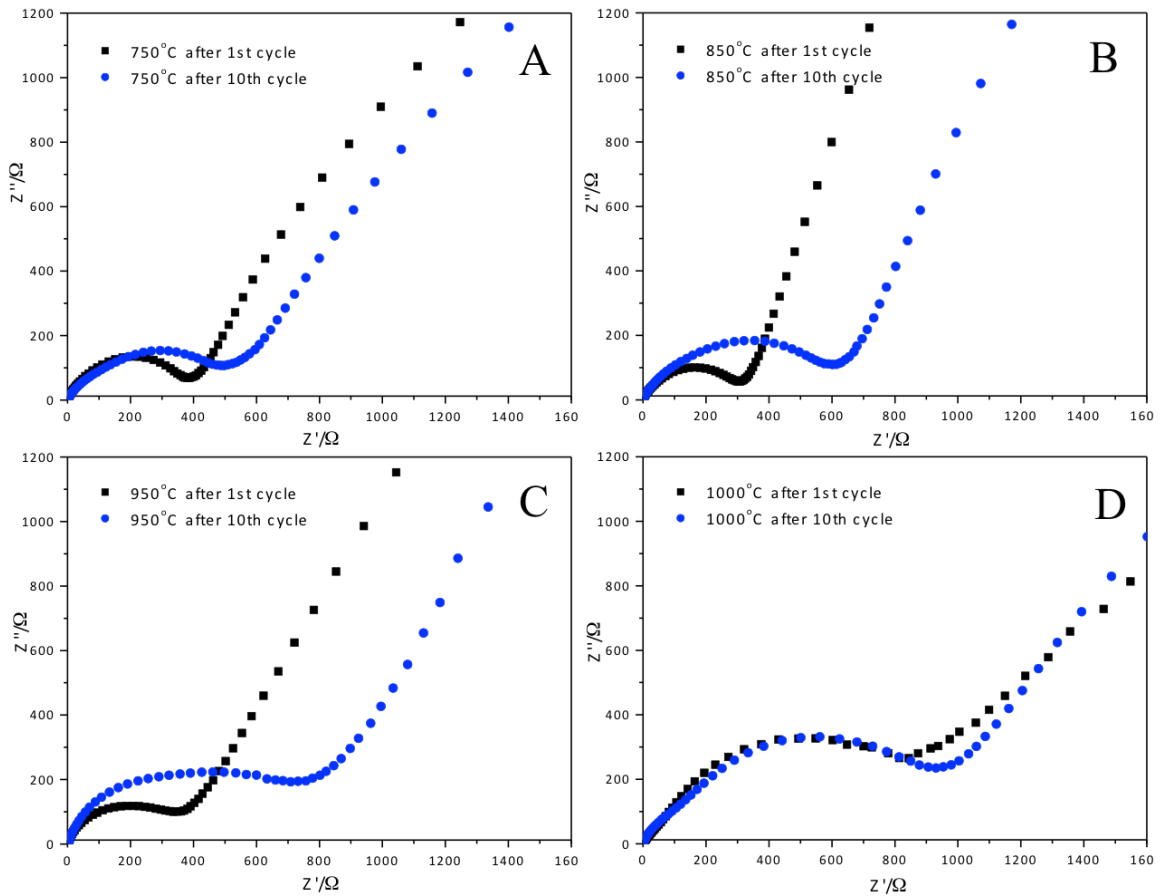 1200
750°C after 1st cycle
750°C after 10th cycle
A
1000
800
600
400
200
0
Z''/Ω
0 200 400 600 800 1000 1200 1400 160
Z'/Ω
1200
850°C after 1st cycle
850°C after 10th cycle
B
1000
800
600
400
200
0
Z''/Ω
0 200 400 600 800 1000 1200 1400 160
Z'/Ω
1200
950°C after 1st cycle
950°C after 10th cycle
C
1000
800
600
400
200
0
Z''/Ω
0 200 400 600 800 1000 1200 1400 160
Z'/Ω
1200
1000°C after 1st cycle
1000°C after 10th cycle
D
1000
800
600
400
200
0
Z''/Ω
0 200 400 600 800 1000 1200 1400 160
Z'/Ω